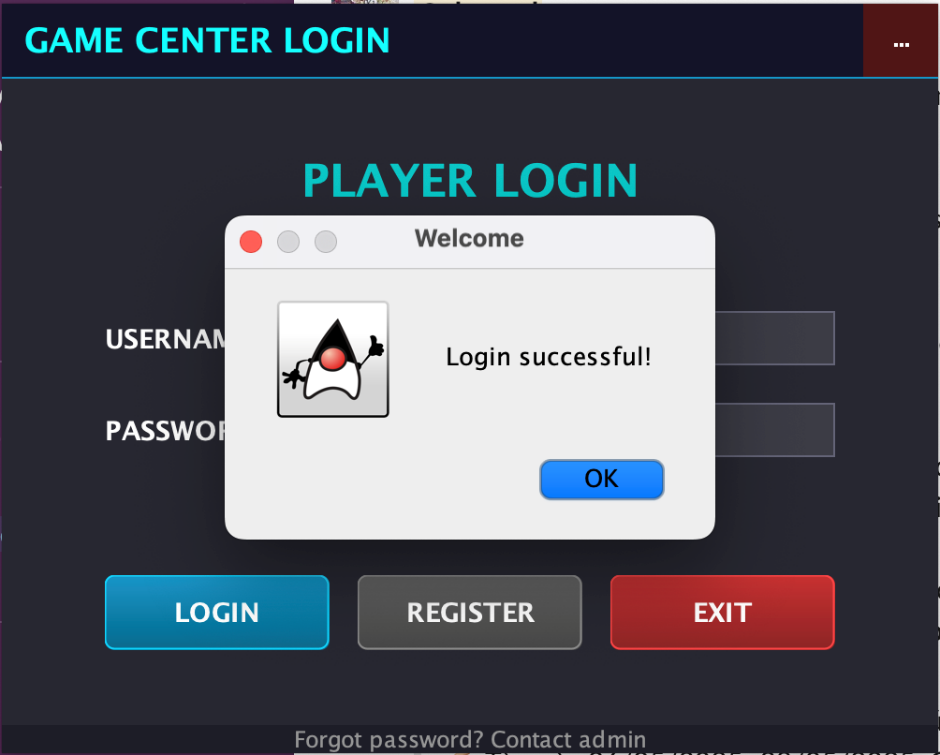 GAME CENTER LOGIN
...
PLAYER LOGIN
Welcome
Login successful!
OK
LOGIN
REGISTER
EXIT
Forgot password? Contact admin